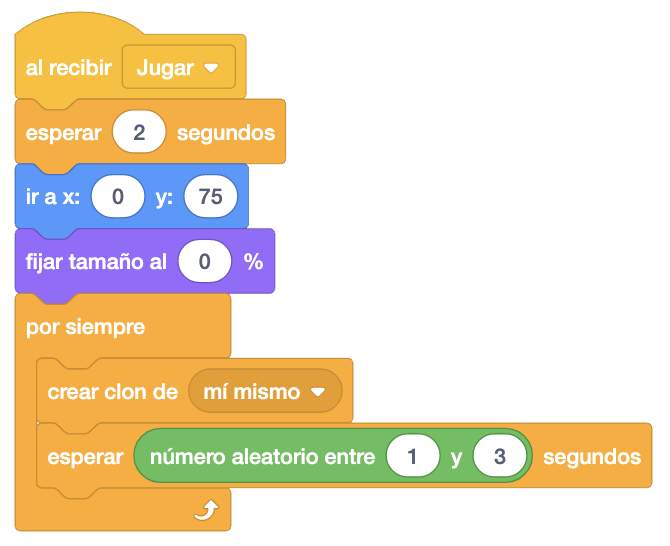 al recibir Jugar
esperar 2 segundos
ir a x: 0 y: 75
fijar tamaño al 0 %
por siempre
crear clon de mí mismo
esperar número aleatorio entre 1 y 3 segundos